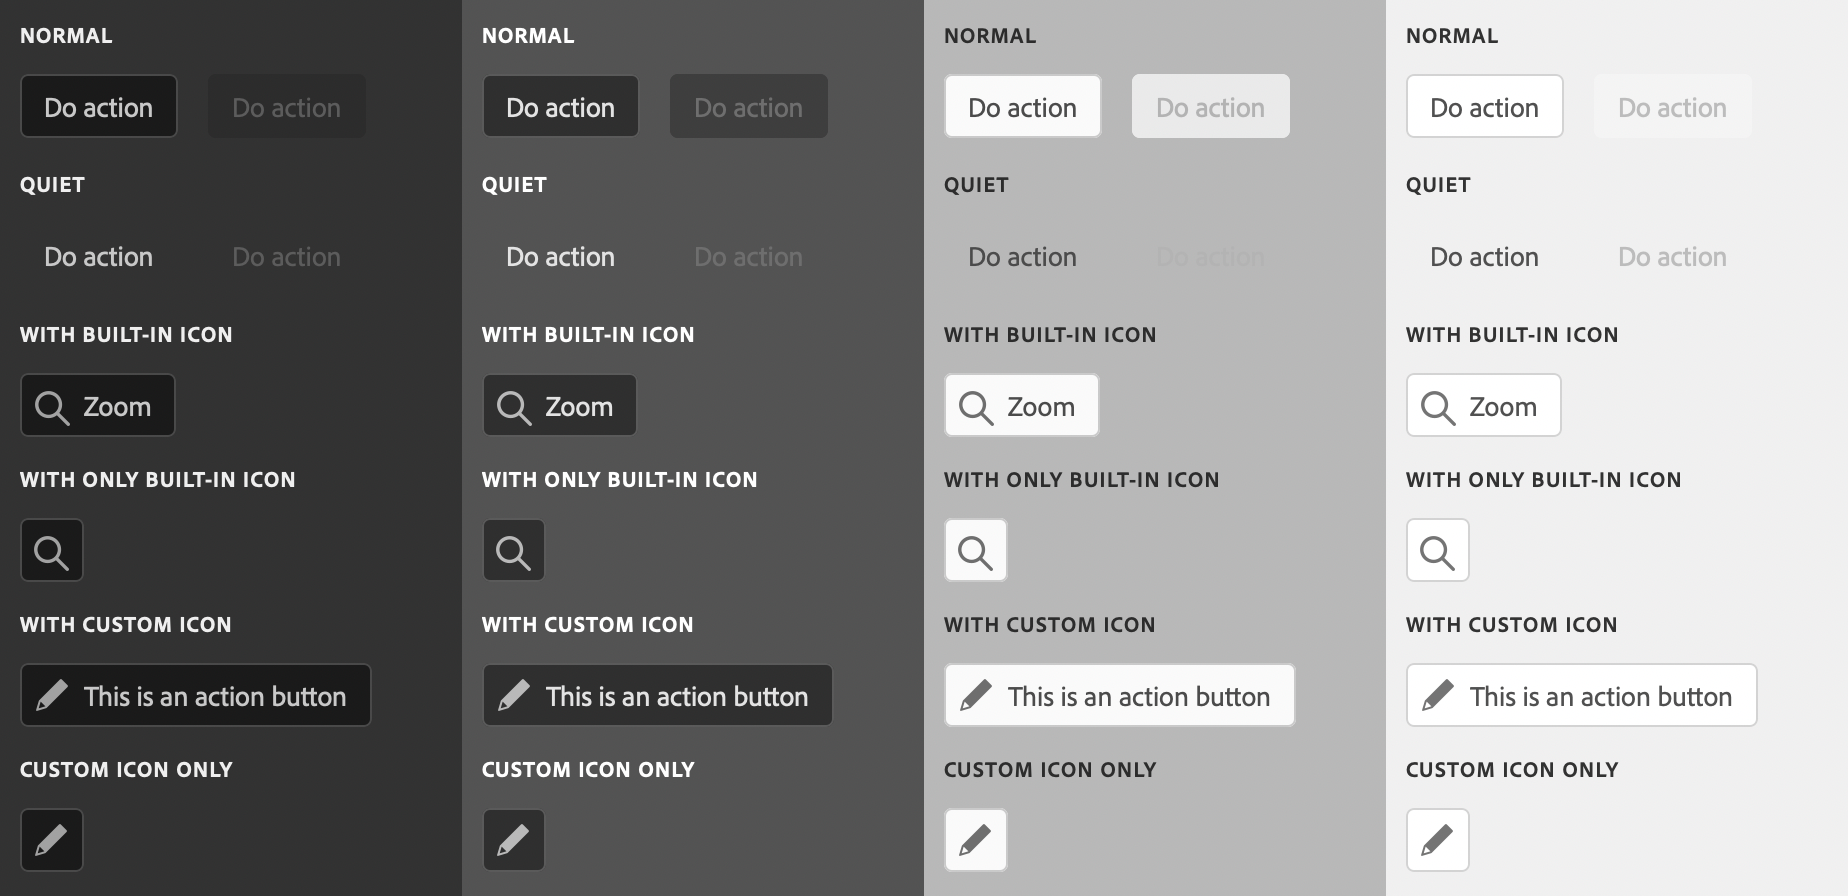 NORMAL
Do action Do action
QUIET
Do action Do action
WITH BUILT-IN ICON
Zoom
WITH ONLY BUILT-IN ICON
WITH CUSTOM ICON
This is an action button
CUSTOM ICON ONLY
NORMAL
Do action Do action
QUIET
Do action Do action
WITH BUILT-IN ICON
Zoom
WITH ONLY BUILT-IN ICON
WITH CUSTOM ICON
This is an action button
CUSTOM ICON ONLY
NORMAL
Do action Do action
QUIET
Do action Do action
WITH BUILT-IN ICON
Zoom
WITH ONLY BUILT-IN ICON
WITH CUSTOM ICON
This is an action button
CUSTOM ICON ONLY
NORMAL
Do action Do action
QUIET
Do action Do action
WITH BUILT-IN ICON
Zoom
WITH ONLY BUILT-IN ICON
WITH CUSTOM ICON
This is an action button
CUSTOM ICON ONLY